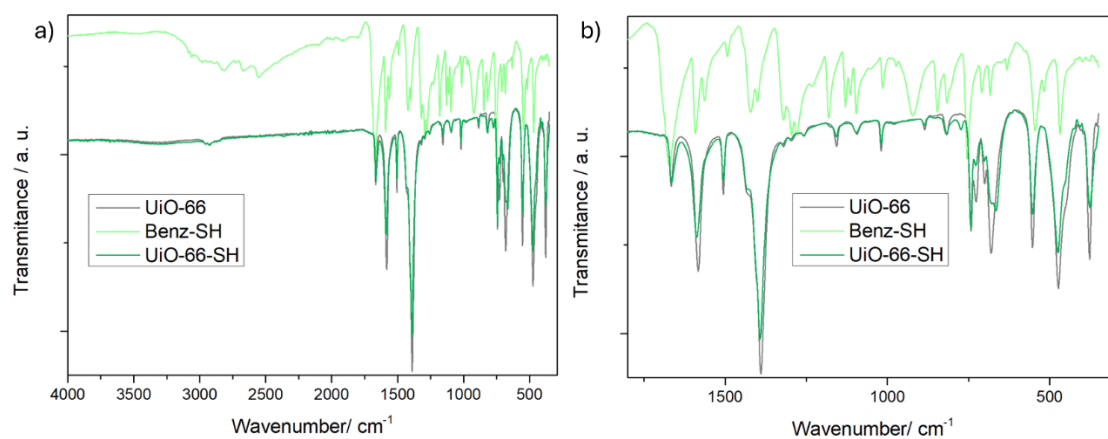 a)
Transmitance / a. u.
UiO-66
Benz-SH
UiO-66-SH
4000 3500 3000 2500 2000 1500 1000 500
Wavenumber/ cm⁻¹
b)
Transmitance / a. u.
UiO-66
Benz-SH
UiO-66-SH
1500 1000 500
Wavenumber/ cm⁻¹